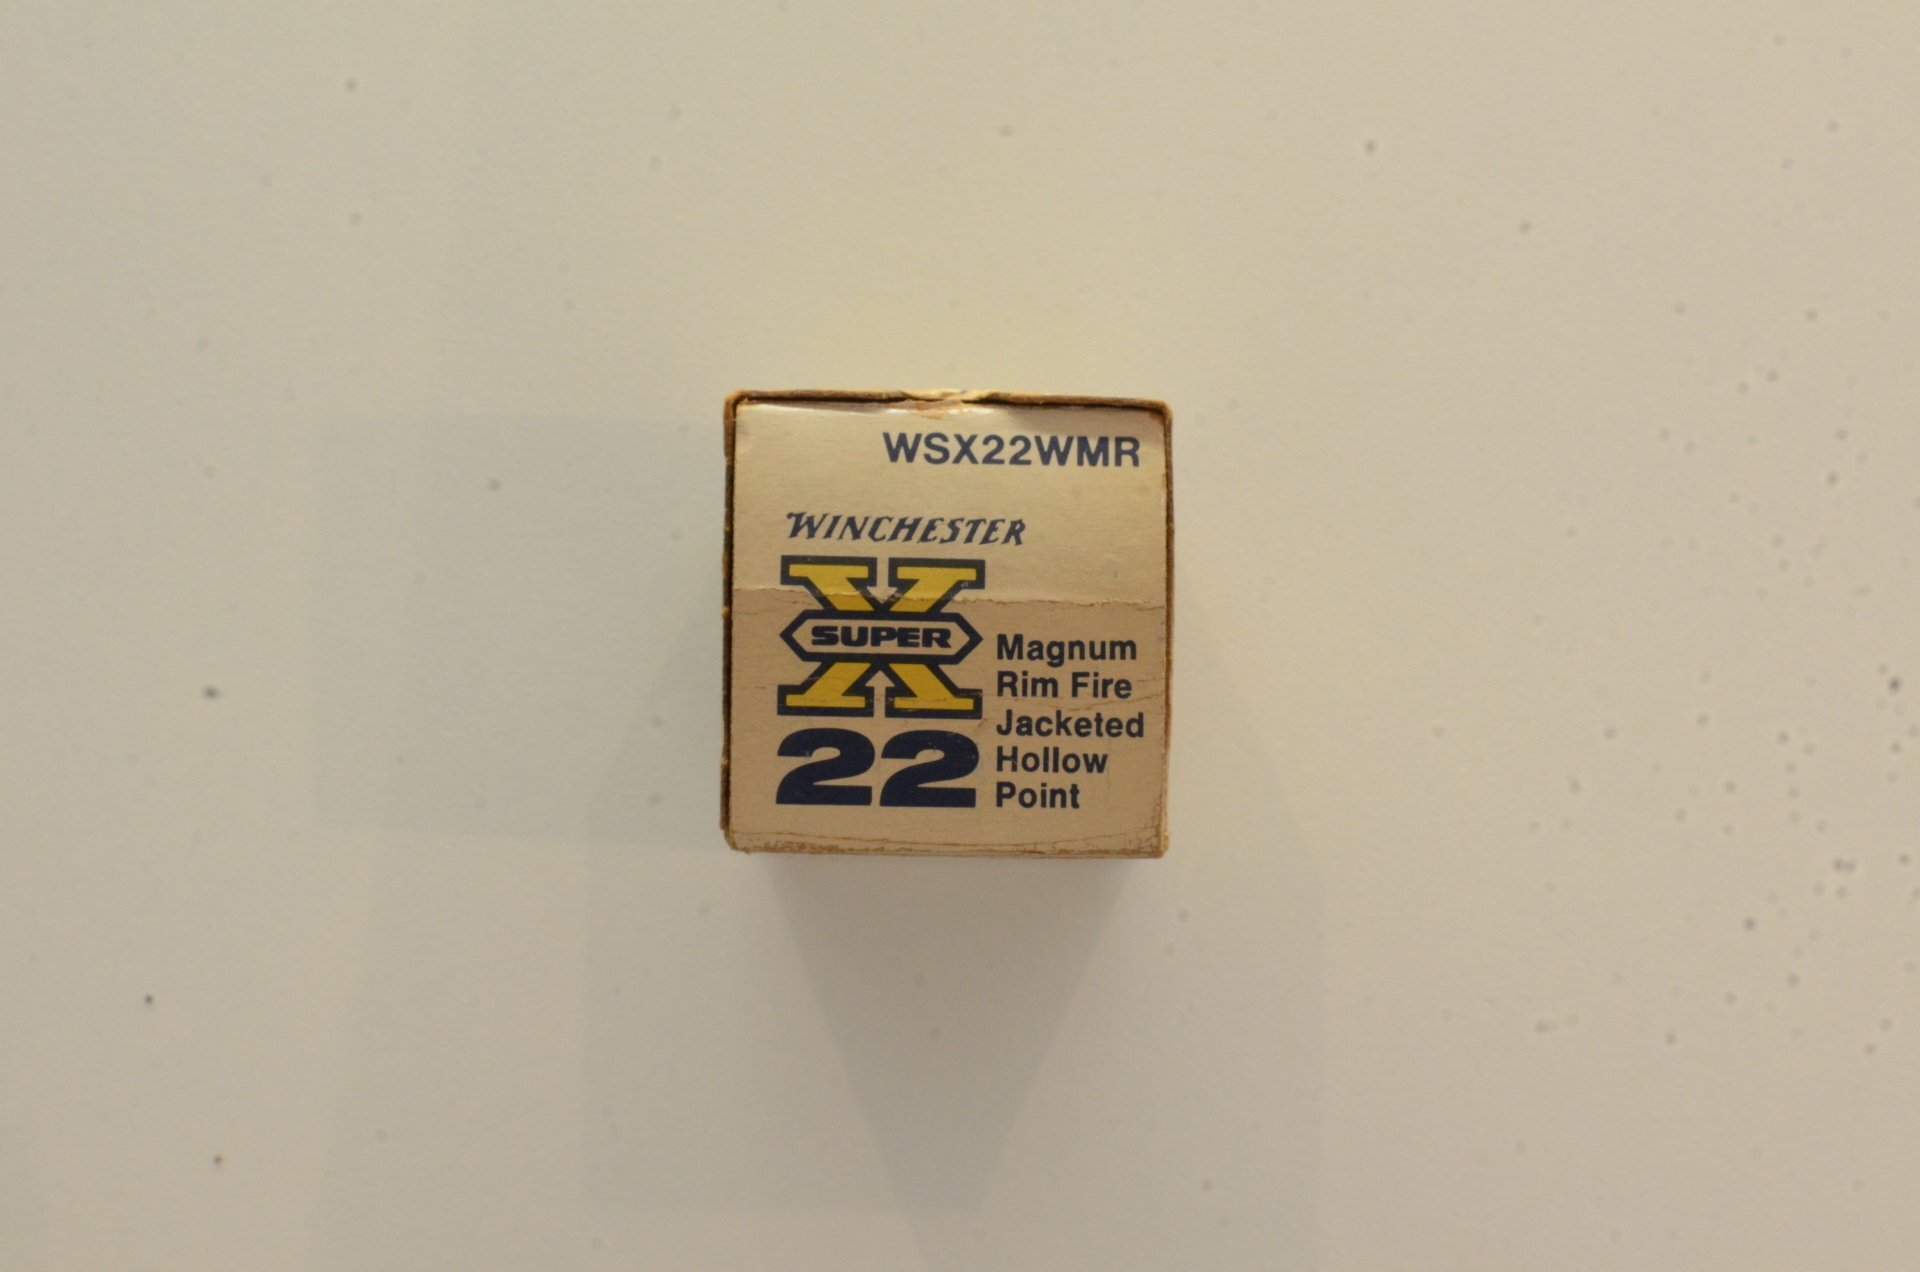 WSX22WMR
WINCHESTER
X
SUPER
22
Magnum
Rim Fire
Jacketed
Hollow
Point